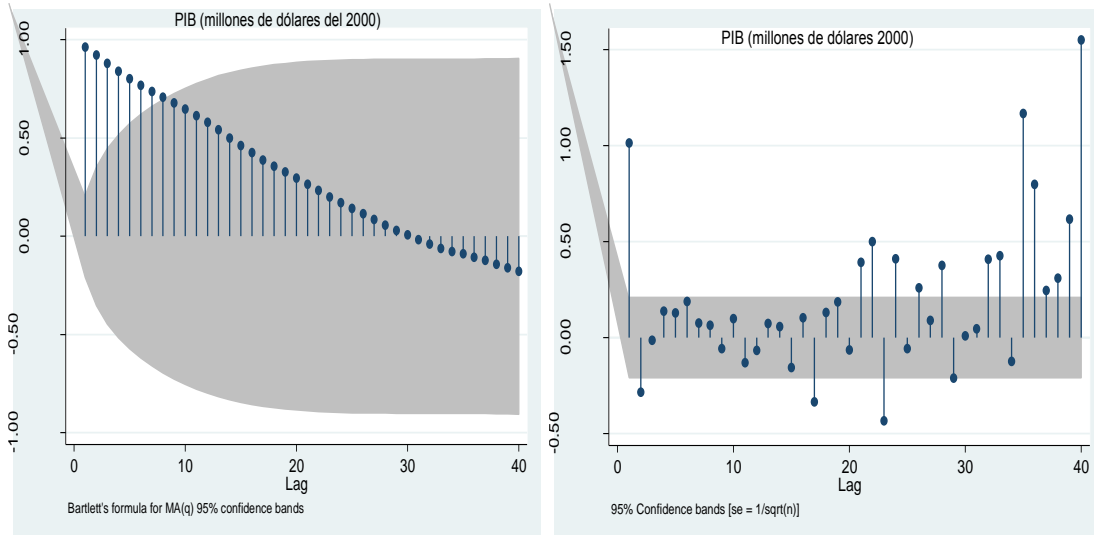 PIB (millones de dólares del 2000)
1.00
0.50
0.00
-0.50
-1.00
0 10 20 30 40
Lag
Bartlett's formula for MA(q) 95% confidence bands
PIB (millones de dólares 2000)
1.50
1.00
0.50
0.00
-0.50
0 10 20 30 40
Lag
95% Confidence bands [se = 1/sqrt(n)]